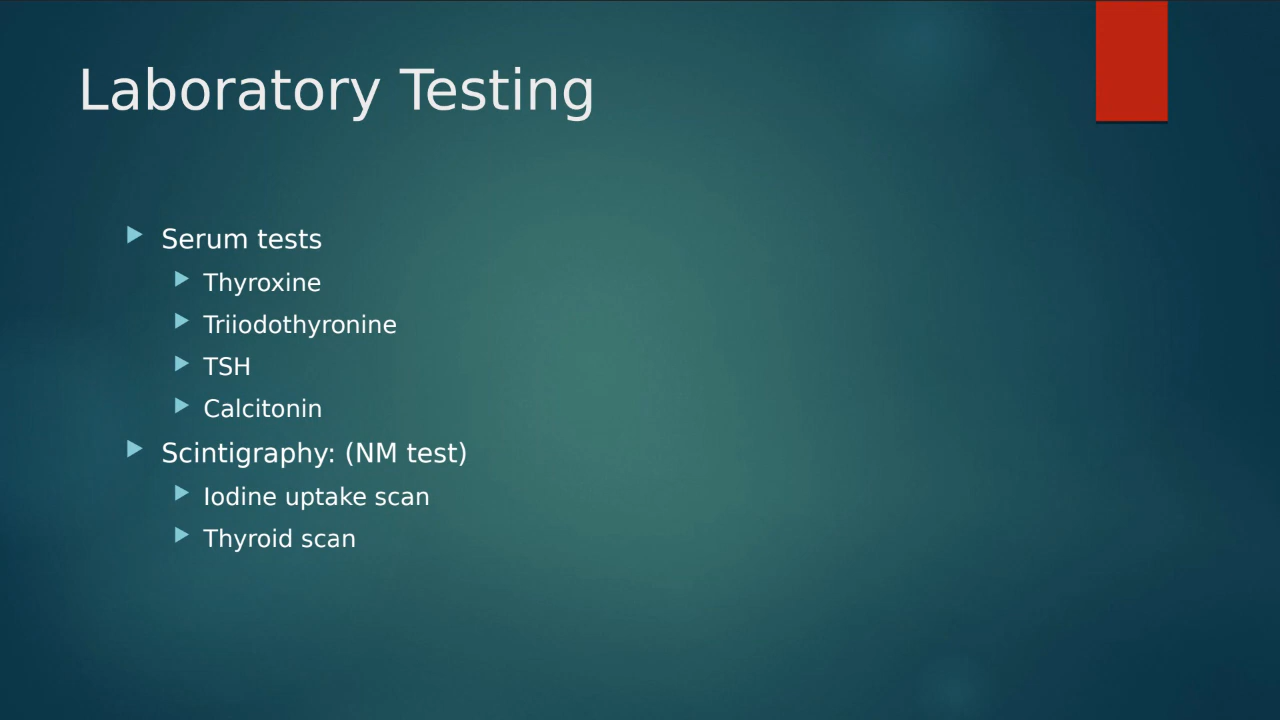 Laboratory Testing
Serum tests
Thyroxine
Triiodothyronine
TSH
Calcitonin
Scintigraphy: (NM test)
Iodine uptake scan
Thyroid scan